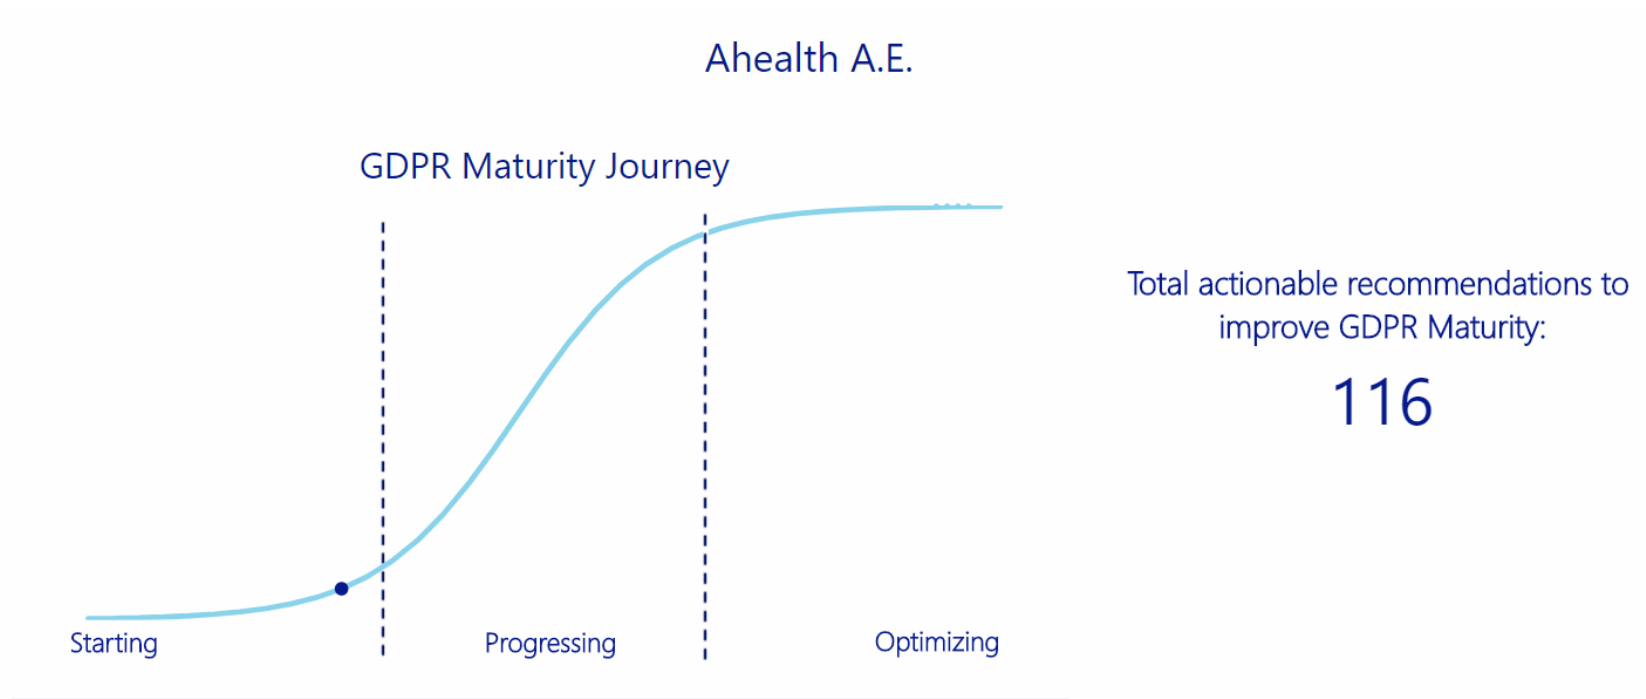 Ahealth A.E.
GDPR Maturity Journey
Starting
Progressing
Optimizing
Total actionable recommendations to
improve GDPR Maturity:
116